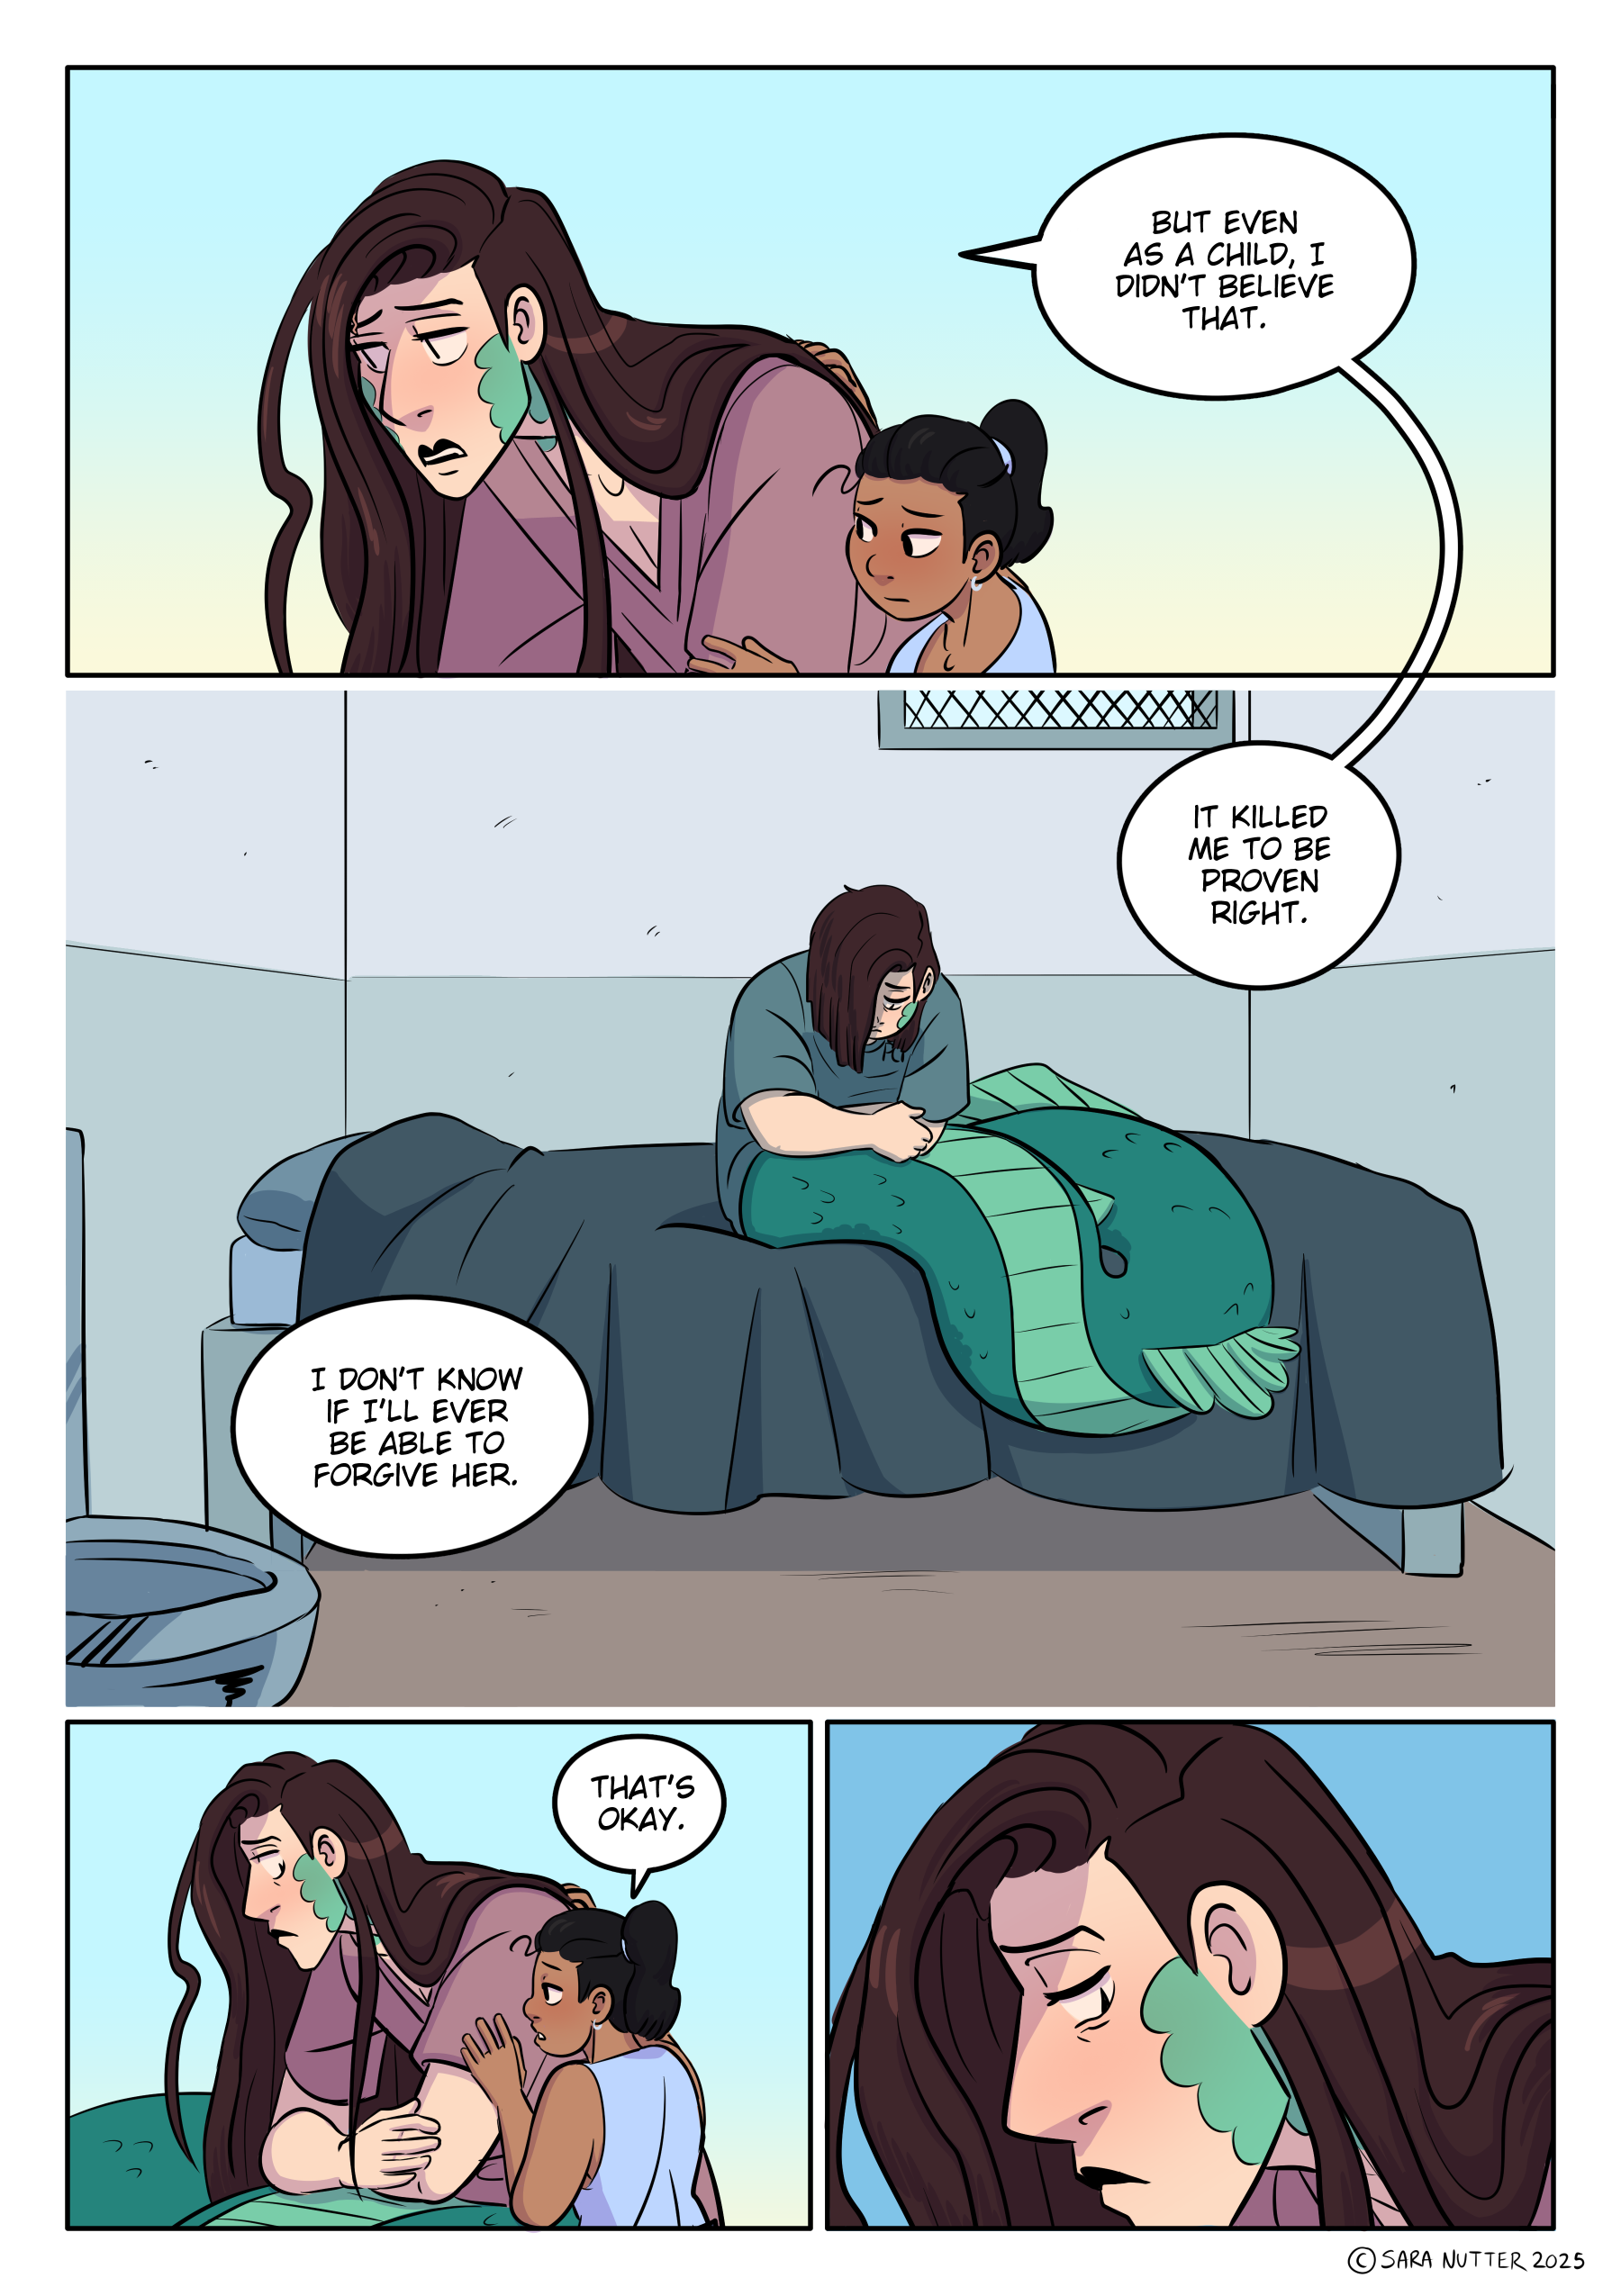 BUT EVEN
AS A CHILD, I
DIDN'T BELIEVE
THAT.
IT KILLED
ME TO BE
PROVEN
RIGHT.
I DON'T KNOW
IF I'LL EVER
BE ABLE TO
FORGIVE HER.
THAT'S
OKAY.
© SARA NUTTER 2025